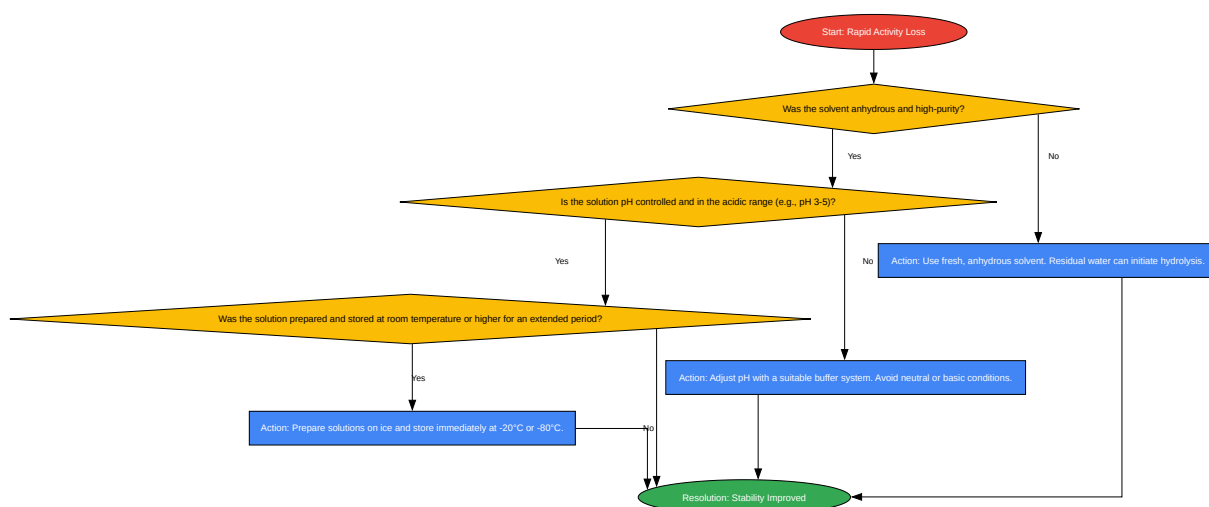 Start: Rapid Activity Loss
Was the solvent anhydrous and high-purity?
Yes
No
Is the solution pH controlled and in the acidic range (e.g., pH 3-5)?
Yes
No
Action: Use fresh, anhydrous solvent. Residual water can initiate hydrolysis.
Was the solution prepared and stored at room temperature or higher for an extended period?
Yes
Action: Adjust pH with a suitable buffer system. Avoid neutral or basic conditions.
Action: Prepare solutions on ice and store immediately at -20°C or -80°C.
No
Resolution: Stability Improved